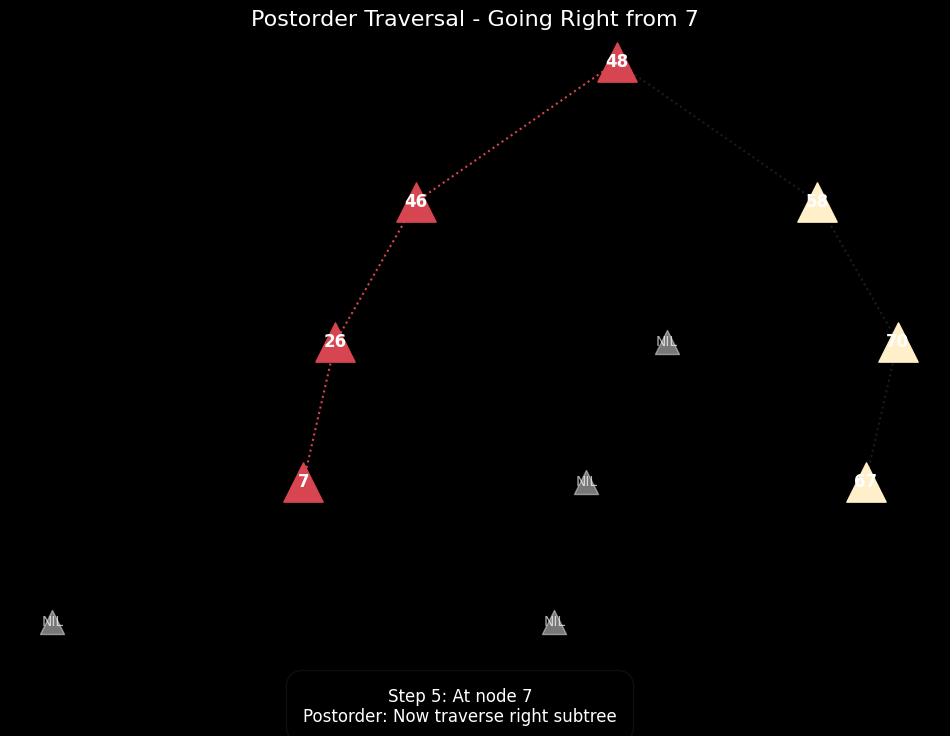 Postorder Traversal - Going Right from 7
48
46
58
26
NIL
70
7
NIL
67
NIL
NIL
Step 5: At node 7
Postorder: Now traverse right subtree